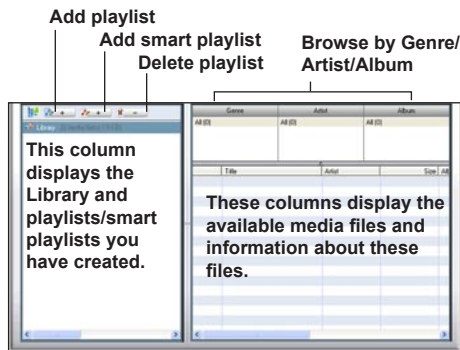 Add playlist
Add smart playlist
Delete playlist
Browse by Genre/
Artist/Album
Genre Artist Album
All (0) All (0) All (0)
Library
This column
displays the
Library and
playlists/smart
playlists you
have created.
Title Artist Size
These columns display the
available media files and
information about these
files.